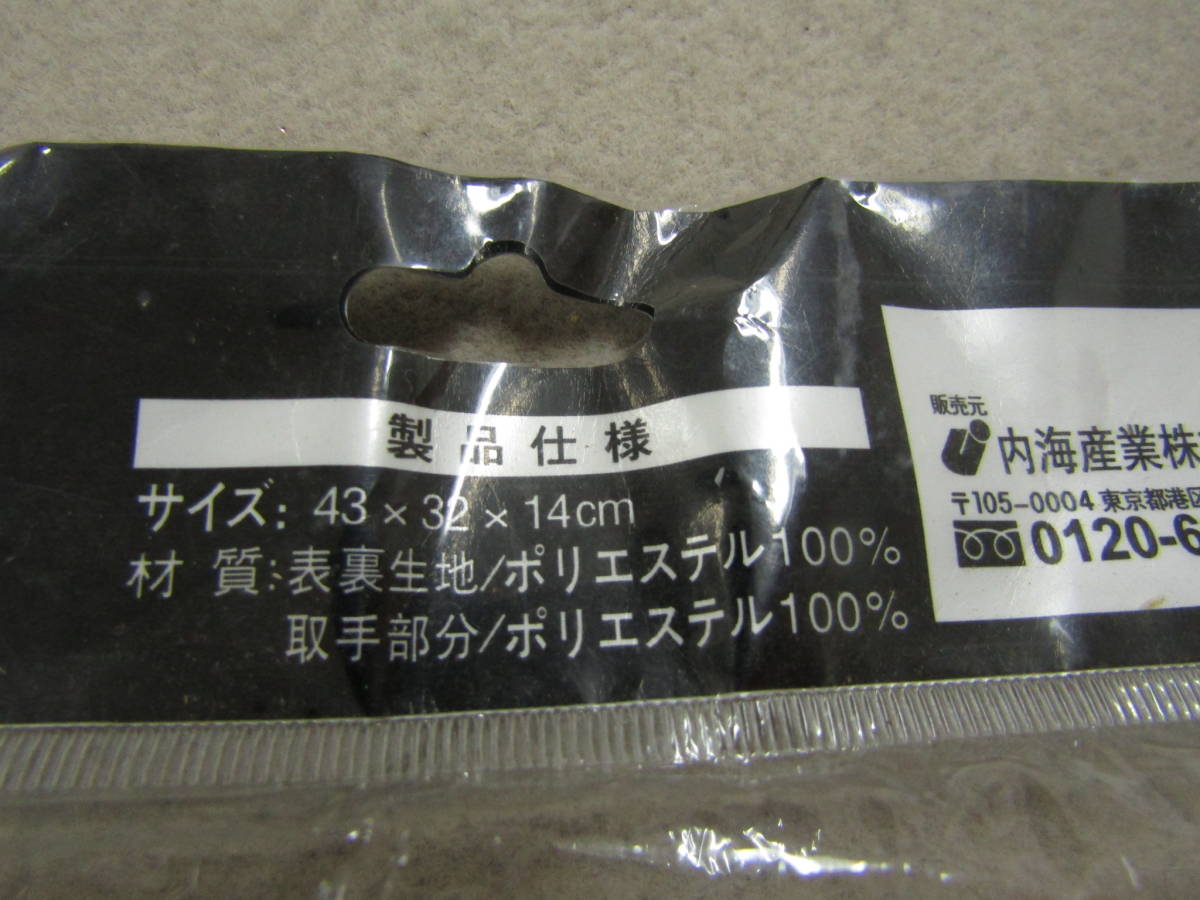 製品仕様
サイズ: 43×32×14cm
材 質:表裏生地/ポリエステル100%
取手部分/ポリエステル100%
販売元
内海産業株
〒105-0004 東京都港区
0120-6